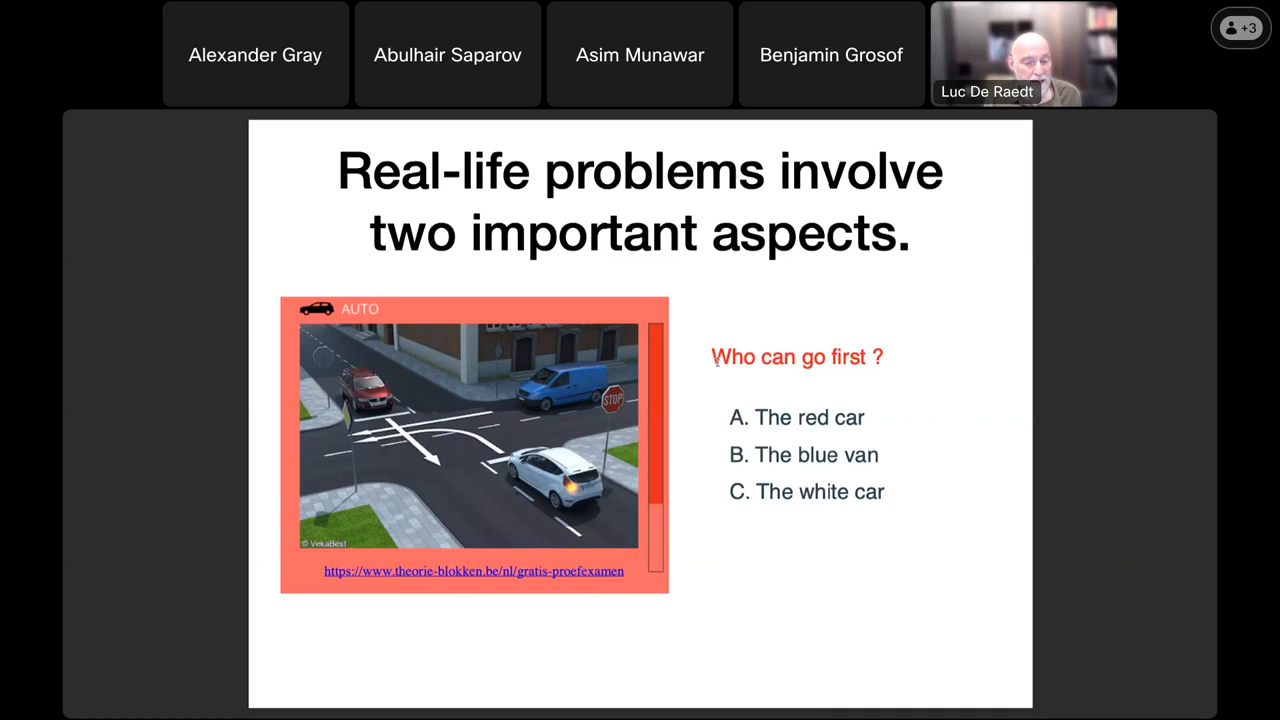 Alexander Gray
Abulhair Saparov
Asim Munawar
Benjamin Grosof
Luc De Raedt
+3
Real-life problems involve
two important aspects.
AUTO
STOP
© VekaBest
https://www.theorie-blokken.be/nl/gratis-proefexamen
Who can go first ?
A. The red car
B. The blue van
C. The white car